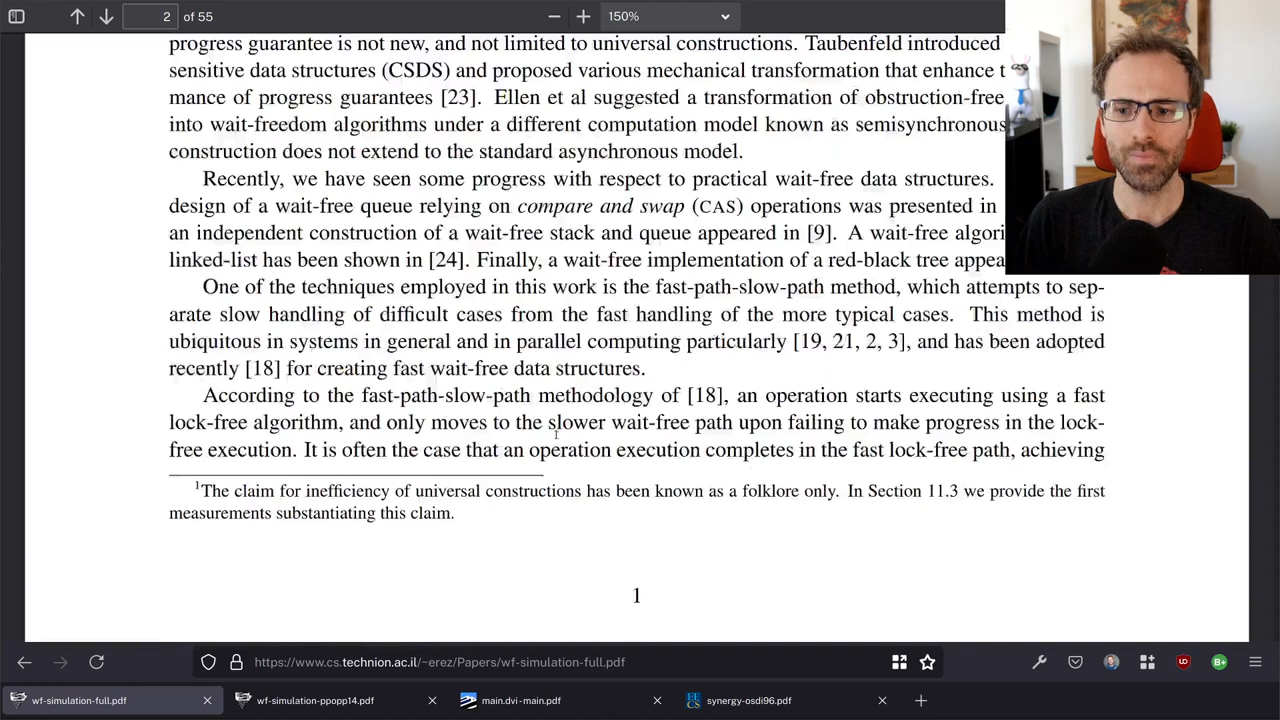 2 of 55
150%
progress guarantee is not new, and not limited to universal constructions. Taubenfeld introduced
sensitive data structures (CSDS) and proposed various mechanical transformation that enhance t
mance of progress guarantees [23]. Ellen et al suggested a transformation of obstruction-free
into wait-freedom algorithms under a different computation model known as semisynchronous
construction does not extend to the standard asynchronous model.
Recently, we have seen some progress with respect to practical wait-free data structures.
design of a wait-free queue relying on compare and swap (CAS) operations was presented in
an independent construction of a wait-free stack and queue appeared in [9]. A wait-free algori
linked-list has been shown in [24]. Finally, a wait-free implementation of a red-black tree appea
One of the techniques employed in this work is the fast-path-slow-path method, which attempts to sep-
arate slow handling of difficult cases from the fast handling of the more typical cases. This method is
ubiquitous in systems in general and in parallel computing particularly [19, 21, 2, 3], and has been adopted
recently [18] for creating fast wait-free data structures.
According to the fast-path-slow-path methodology of [18], an operation starts executing using a fast
lock-free algorithm, and only moves to the slower wait-free path upon failing to make progress in the lock-
free execution. It is often the case that an operation execution completes in the fast lock-free path, achieving
1The claim for inefficiency of universal constructions has been known as a folklore only. In Section 11.3 we provide the first
measurements substantiating this claim.
1
https://www.cs.technion.ac.il/~erez/Papers/wf-simulation-full.pdf
wf-simulation-full.pdf
wf-simulation-ppopp14.pdf
main.dvi - main.pdf
synergy-osdi96.pdf